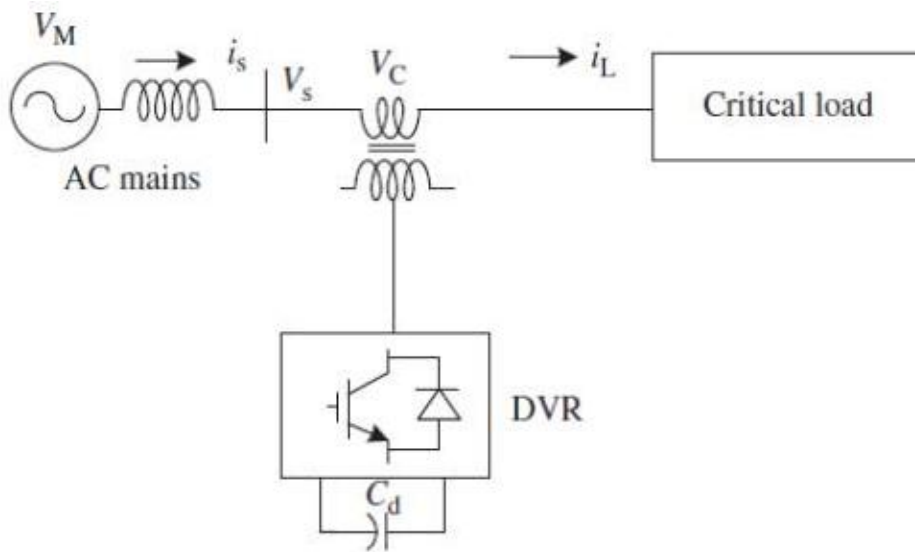 V_M
i_s
V_s
V_C
i_L
Critical load
AC mains
DVR
C_d